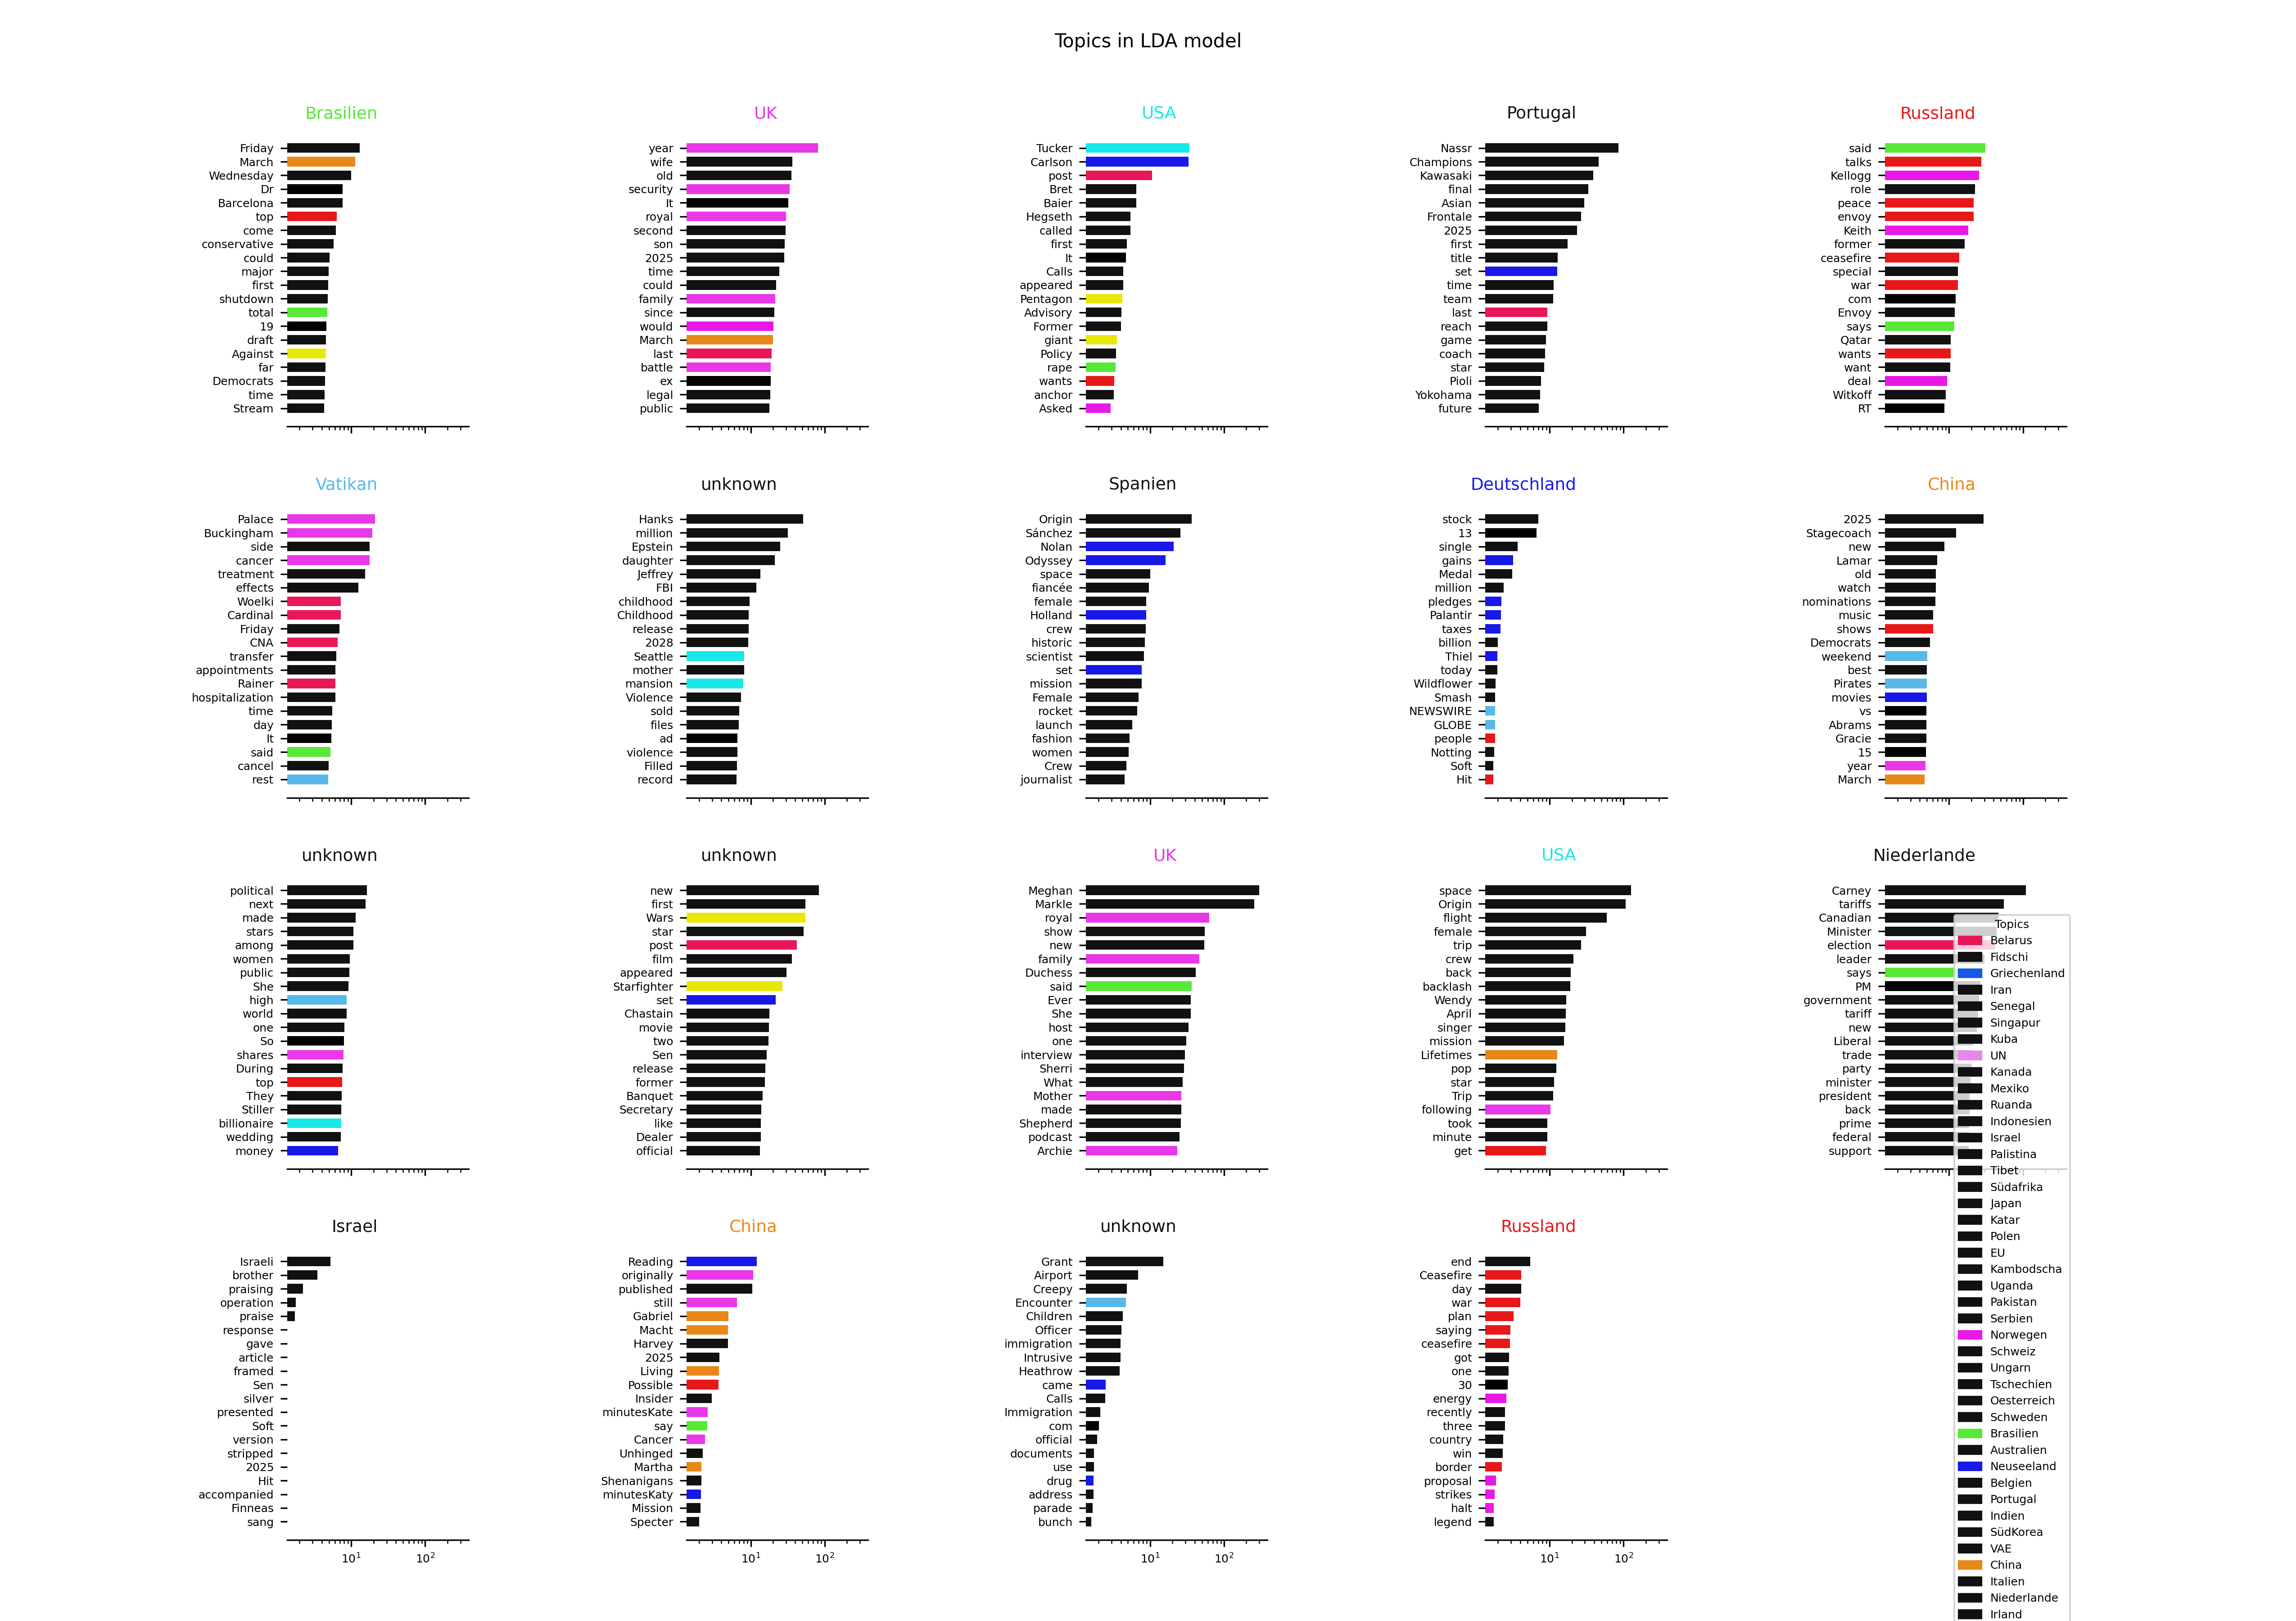 Topics in LDA model
Brasilien
Friday
March
Wednesday
Dr
Barcelona
top
come
conservative
could
major
first
shutdown
total
19
draft
Against
far
Democrats
time
Stream
UK
year
wife
old
security
It
royal
second
son
2025
time
could
family
since
would
March
last
battle
ex
legal
public
USA
Tucker
Carlson
post
Bret
Baier
Hegseth
called
first
It
Calls
appeared
Pentagon
Advisory
Former
giant
Policy
rape
wants
anchor
Asked
Portugal
Nassr
Champions
Kawasaki
final
Asian
Frontale
2025
first
title
set
time
team
last
reach
game
coach
star
Pioli
Yokohama
future
Russland
said
talks
Kellogg
role
peace
envoy
Keith
former
ceasefire
special
war
com
Envoy
says
Qatar
wants
want
deal
Witkoff
RT
Vatikan
Palace
Buckingham
side
cancer
treatment
effects
Woelki
Cardinal
Friday
CNA
transfer
appointments
Rainer
hospitalization
time
day
It
said
cancel
rest
unknown
Hanks
million
Epstein
daughter
Jeffrey
FBI
childhood
Childhood
release
2028
Seattle
mother
mansion
Violence
sold
files
ad
violence
Filled
record
Spanien
Origin
Sánchez
Nolan
Odyssey
space
fiancée
female
Holland
crew
historic
scientist
set
mission
Female
rocket
launch
fashion
women
Crew
journalist
Deutschland
stock
13
single
gains
Medal
million
pledges
Palantir
taxes
billion
Thiel
today
Wildflower
Smash
NEWSWIRE
GLOBE
people
Notting
Soft
Hit
China
2025
Stagecoach
new
Lamar
old
watch
nominations
music
shows
Democrats
weekend
best
Pirates
movies
vs
Abrams
Gracie
15
year
March
unknown
political
next
made
stars
among
women
public
She
high
world
one
So
shares
During
top
They
Stiller
billionaire
wedding
money
unknown
new
first
Wars
star
post
film
appeared
Starfighter
set
Chastain
movie
two
Sen
release
former
Banquet
Secretary
like
Dealer
official
UK
Meghan
Markle
royal
show
new
family
Duchess
said
Ever
She
host
one
interview
Sherri
What
Mother
made
Shepherd
podcast
Archie
USA
space
Origin
flight
female
trip
crew
back
backlash
Wendy
April
singer
mission
Lifetimes
pop
star
Trip
following
took
minute
get
Niederlande
Carney
tariffs
Canadian
Minister
election
leader
says
PM
government
tariff
new
Liberal
trade
party
minister
president
back
prime
federal
support
Israel
Israeli
brother
praising
operation
praise
response
gave
article
framed
Sen
silver
presented
Soft
version
stripped
2025
Hit
accompanied
Finneas
sang
10¹ 10²
China
Reading
originally
published
still
Gabriel
Macht
Harvey
2025
Living
Possible
Insider
minutesKate
say
Cancer
Unhinged
Martha
Shenanigans
minutesKaty
Mission
Specter
10¹ 10²
unknown
Grant
Airport
Creepy
Encounter
Children
Officer
immigration
Intrusive
Heathrow
came
Calls
Immigration
com
official
documents
use
drug
address
parade
bunch
10¹ 10²
Russland
end
Ceasefire
day
war
plan
saying
ceasefire
got
one
30
energy
recently
three
country
win
border
proposal
strikes
halt
legend
10¹ 10²
Topics
Belarus
Fidschi
Griechenland
Iran
Senegal
Singapur
Kuba
UN
Kanada
Mexiko
Ruanda
Indonesien
Israel
Palistina
Tibet
Südafrika
Japan
Katar
Polen
EU
Kambodscha
Uganda
Pakistan
Serbien
Norwegen
Schweiz
Ungarn
Tschechien
Oesterreich
Schweden
Brasilien
Australien
Neuseeland
Belgien
Portugal
Indien
SüdKorea
VAE
China
Italien
Niederlande
Irland